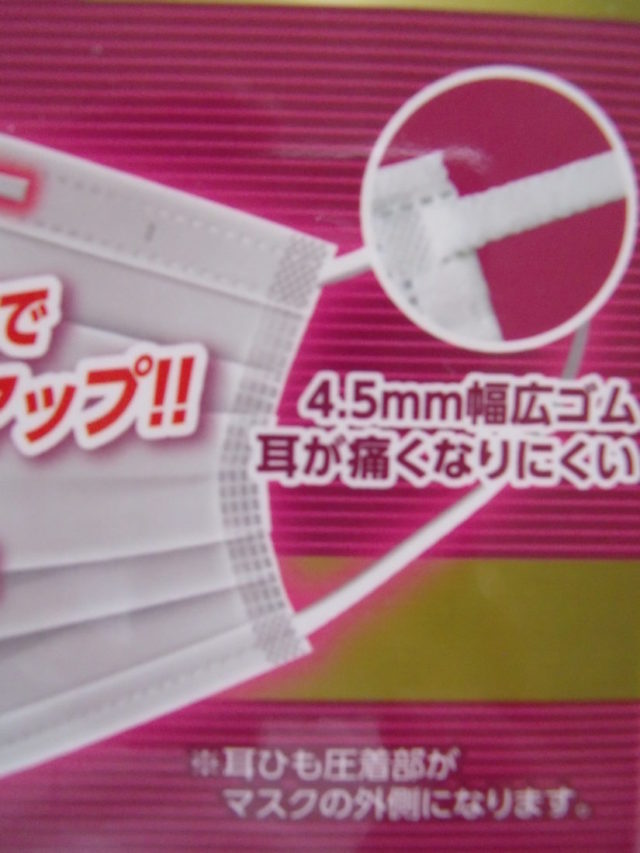 で
アップ!!
4.5mm幅広ゴム
耳が痛くなりにくい
※耳ひも圧着部が
マスクの外側になります。